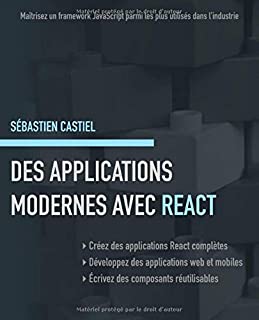 Maîtrisez un framework JavaScript parmi les plus utilisés dans l'industrie
Matériel protégé par le droit d'auteur
SÉBASTIEN CASTIEL
DES APPLICATIONS
MODERNES AVEC REACT
Créez des applications React complètes
Développez des applications web et mobiles
Écrivez des composants réutilisables
Matériel protégé par le droit d'auteur